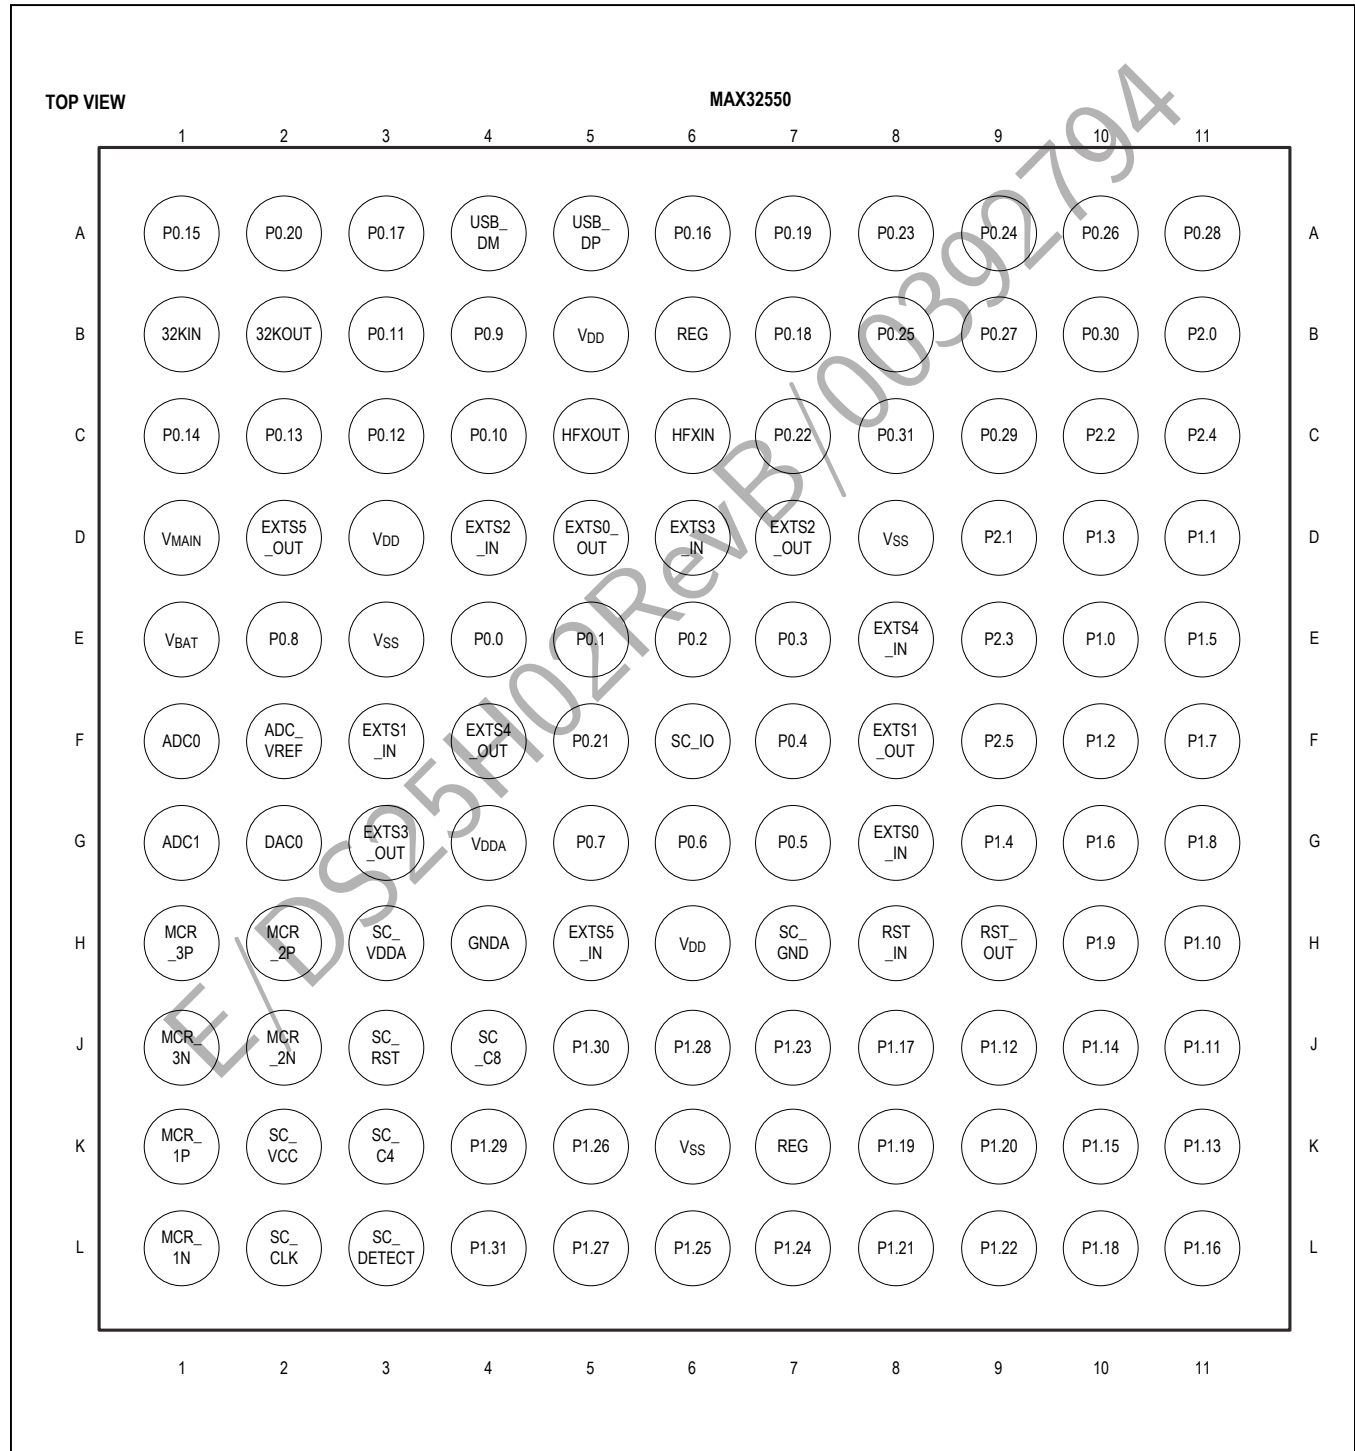 TOP VIEW
MAX32550
1 2 3 4 5 6 7 8 9 10 11
A P0.15 P0.20 P0.17 USB_DM USB_DP P0.16 P0.19 P0.23 P0.24 P0.26 P0.28 A
B 32KIN 32KOUT P0.11 P0.9 VDD REG P0.18 P0.25 P0.27 P0.30 P2.0 B
C P0.14 P0.13 P0.12 P0.10 HFXOUT HFXIN P0.22 P0.31 P0.29 P2.2 P2.4 C
D VMAIN EXTS5_OUT VDD EXTS2_IN EXTS0_OUT EXTS3_IN EXTS2_OUT VSS P2.1 P1.3 P1.1 D
E VBAT P0.8 VSS P0.0 P0.1 P0.2 P0.3 EXTS4_IN P2.3 P1.0 P1.5 E
F ADC0 ADC_VREF EXTS1_IN EXTS4_OUT P0.21 SC_IO P0.4 EXTS1_OUT P2.5 P1.2 P1.7 F
G ADC1 DAC0 EXTS3_OUT VDDA P0.7 P0.6 P0.5 EXTS0_IN P1.4 P1.6 P1.8 G
H MCR_3P MCR_2P SC_VDDA GNDA EXTS5_IN VDD SC_GND RST_IN RST_OUT P1.9 P1.10 H
J MCR_3N MCR_2N SC_RST SC_C8 P1.30 P1.28 P1.23 P1.17 P1.12 P1.14 P1.11 J
K MCR_1P SC_VCC SC_C4 P1.29 P1.26 VSS REG P1.19 P1.20 P1.15 P1.13 K
L MCR_1N SC_CLK SC_DETECT P1.31 P1.27 P1.25 P1.24 P1.21 P1.22 P1.18 P1.16 L
1 2 3 4 5 6 7 8 9 10 11
E/DS25H02RevB/00392794